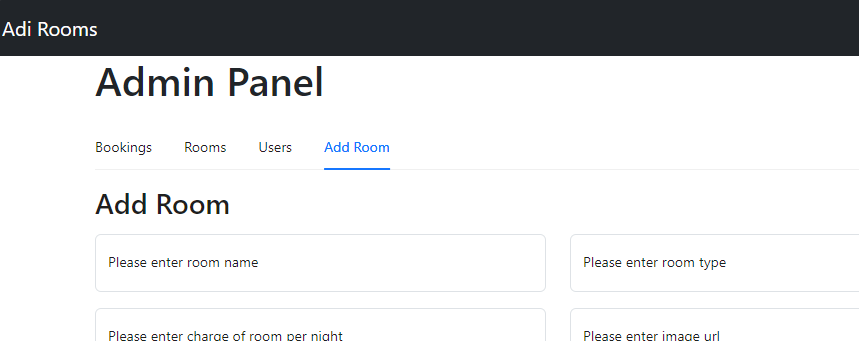 Adi Rooms
Admin Panel
Bookings Rooms Users Add Room
Add Room
Please enter room name Please enter room type
Please enter charge of room per night Please enter image url